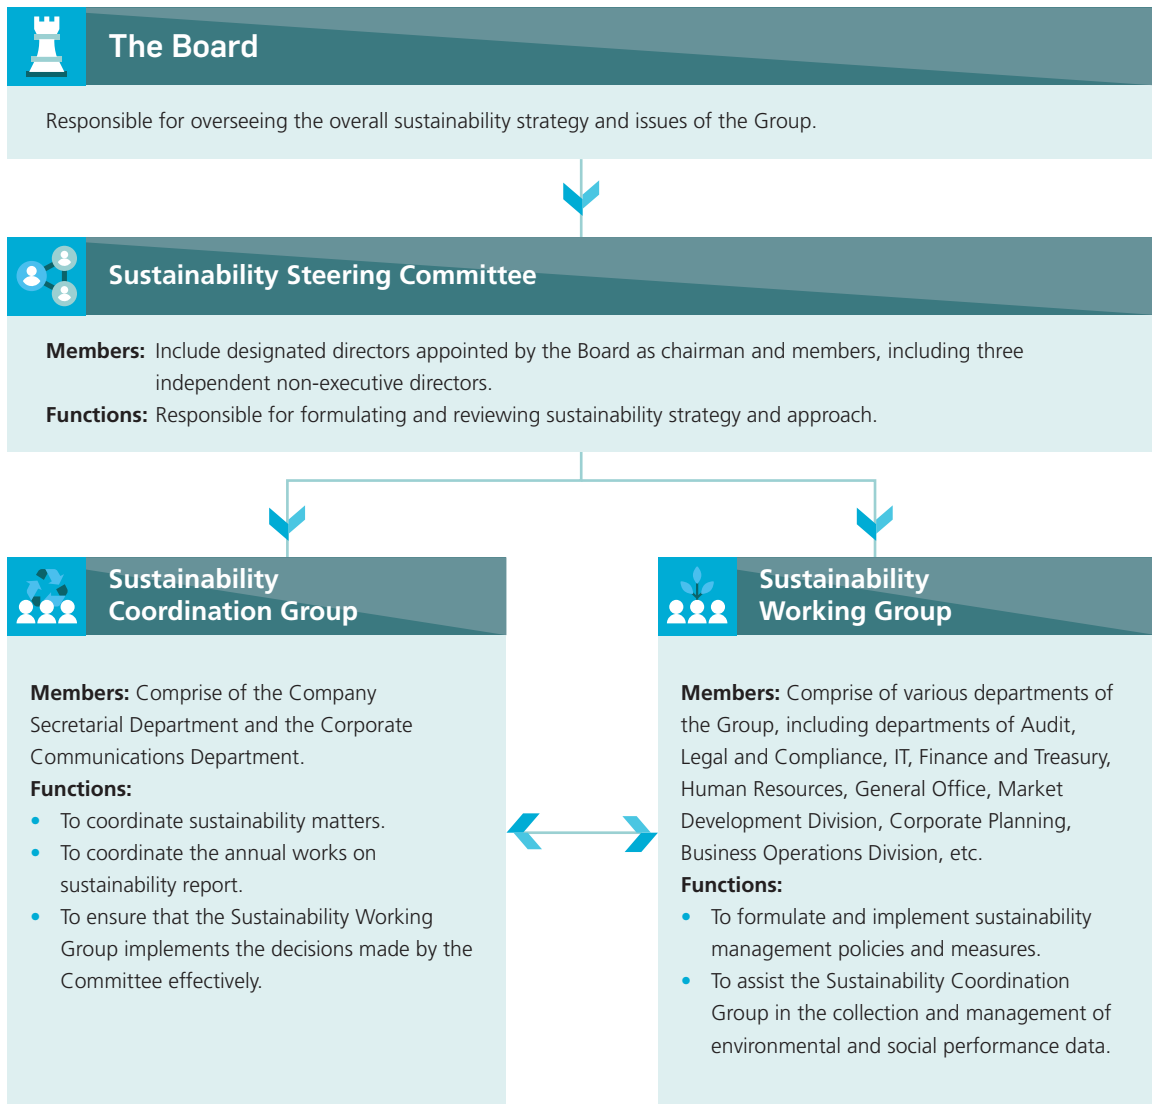 The Board
Responsible for overseeing the overall sustainability strategy and issues of the Group.
Sustainability Steering Committee
Members: Include designated directors appointed by the Board as chairman and members, including three
independent non-executive directors.
Functions: Responsible for formulating and reviewing sustainability strategy and approach.
Sustainability
Coordination Group
Members: Comprise of the Company
Secretarial Department and the Corporate
Communications Department.
Functions:
• To coordinate sustainability matters.
• To coordinate the annual works on
sustainability report.
• To ensure that the Sustainability Working
Group implements the decisions made by the
Committee effectively.
Sustainability
Working Group
Members: Comprise of various departments of
the Group, including departments of Audit,
Legal and Compliance, IT, Finance and Treasury,
Human Resources, General Office, Market
Development Division, Corporate Planning,
Business Operations Division, etc.
Functions:
• To formulate and implement sustainability
management policies and measures.
• To assist the Sustainability Coordination
Group in the collection and management of
environmental and social performance data.